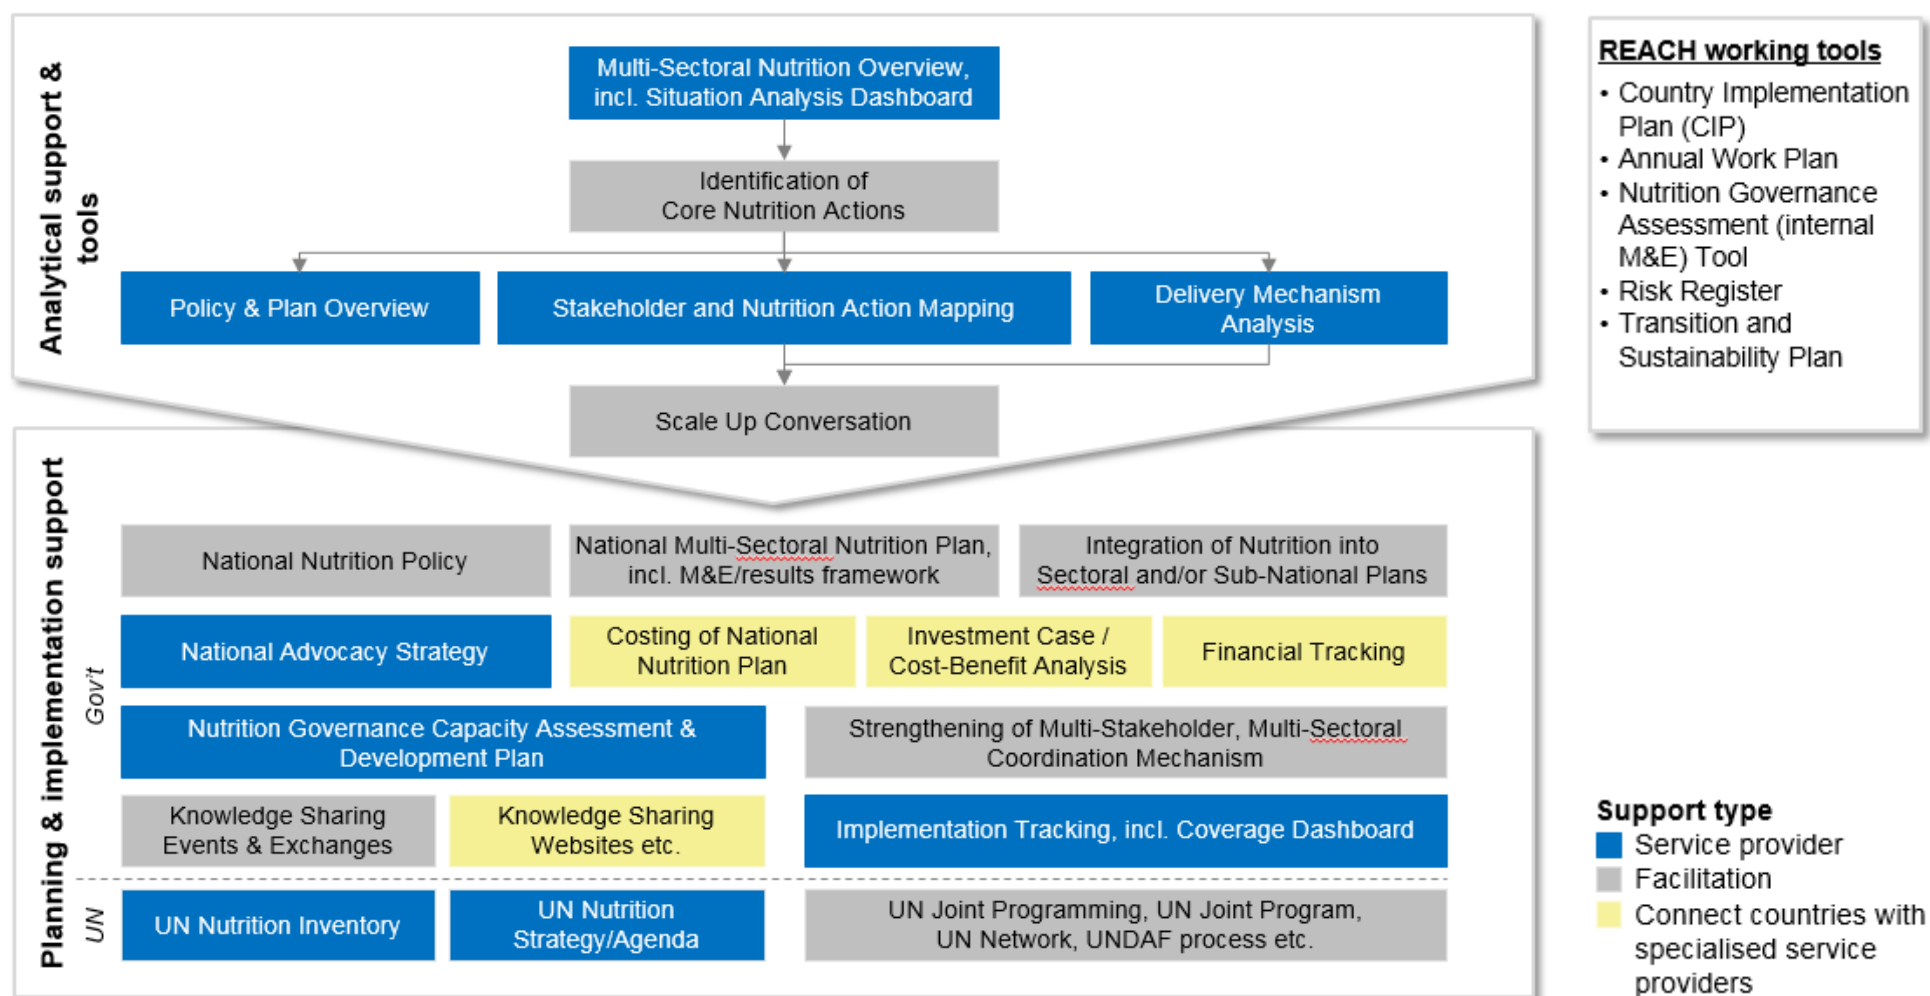 Analytical support &
tools
Multi-Sectoral Nutrition Overview,
incl. Situation Analysis Dashboard
Identification of
Core Nutrition Actions
Policy & Plan Overview
Stakeholder and Nutrition Action Mapping
Delivery Mechanism
Analysis
Scale Up Conversation
REACH working tools
• Country Implementation
Plan (CIP)
• Annual Work Plan
• Nutrition Governance
Assessment (internal
M&E) Tool
• Risk Register
• Transition and
Sustainability Plan
Planning & implementation support
Gov't
National Nutrition Policy
National Multi-Sectoral Nutrition Plan,
incl. M&E/results framework
Integration of Nutrition into
Sectoral and/or Sub-National Plans
National Advocacy Strategy
Costing of National
Nutrition Plan
Investment Case /
Cost-Benefit Analysis
Financial Tracking
Nutrition Governance Capacity Assessment &
Development Plan
Strengthening of Multi-Stakeholder, Multi-Sectoral
Coordination Mechanism
Knowledge Sharing
Events & Exchanges
Knowledge Sharing
Websites etc.
Implementation Tracking, incl. Coverage Dashboard
UN
UN Nutrition Inventory
UN Nutrition
Strategy/Agenda
UN Joint Programming, UN Joint Program,
UN Network, UNDAF process etc.
Support type
Service provider
Facilitation
Connect countries with
specialised service
providers